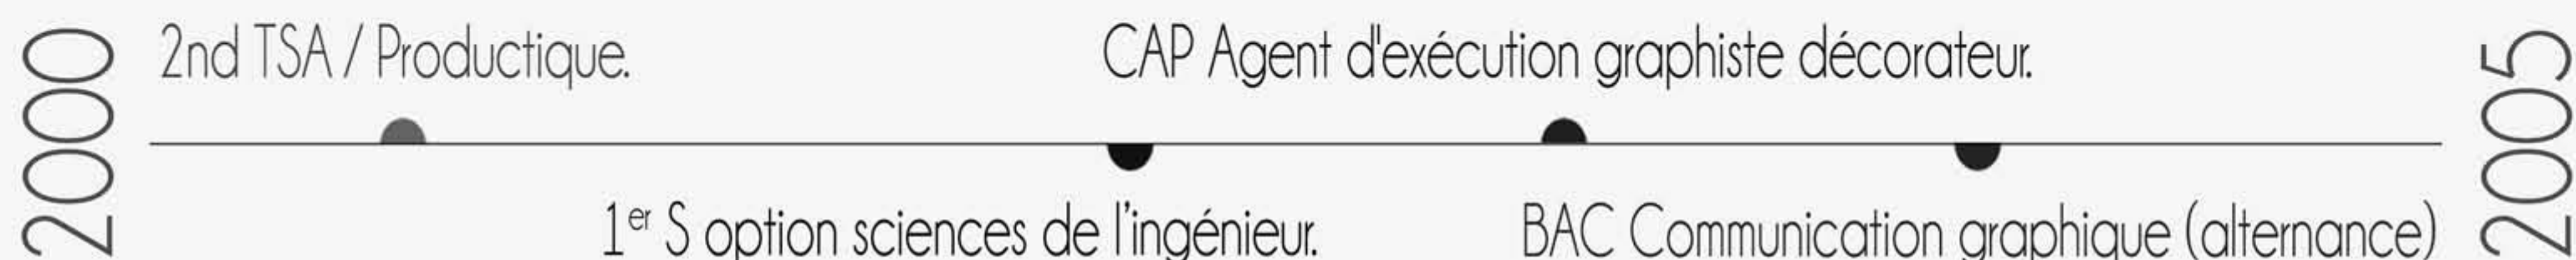 2000
2nd TSA / Productique.
CAP Agent d'exécution graphiste décorateur.
1er S option sciences de l'ingénieur.
BAC Communication graphique (alternance)
2005